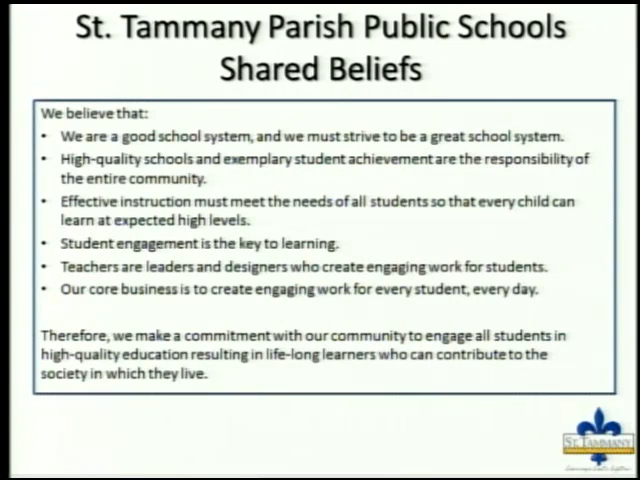 St. Tammany Parish Public Schools
Shared Beliefs
We believe that:
• We are a good school system, and we must strive to be a great school system.
• High-quality schools and exemplary student achievement are the responsibility of
the entire community.
• Effective instruction must meet the needs of all students so that every child can
learn at expected high levels.
• Student engagement is the key to learning.
• Teachers are leaders and designers who create engaging work for students.
• Our core business is to create engaging work for every student, every day.
Therefore, we make a commitment with our community to engage all students in
high-quality education resulting in life-long learners who can contribute to the
society in which they live.
ST. TAMMANY